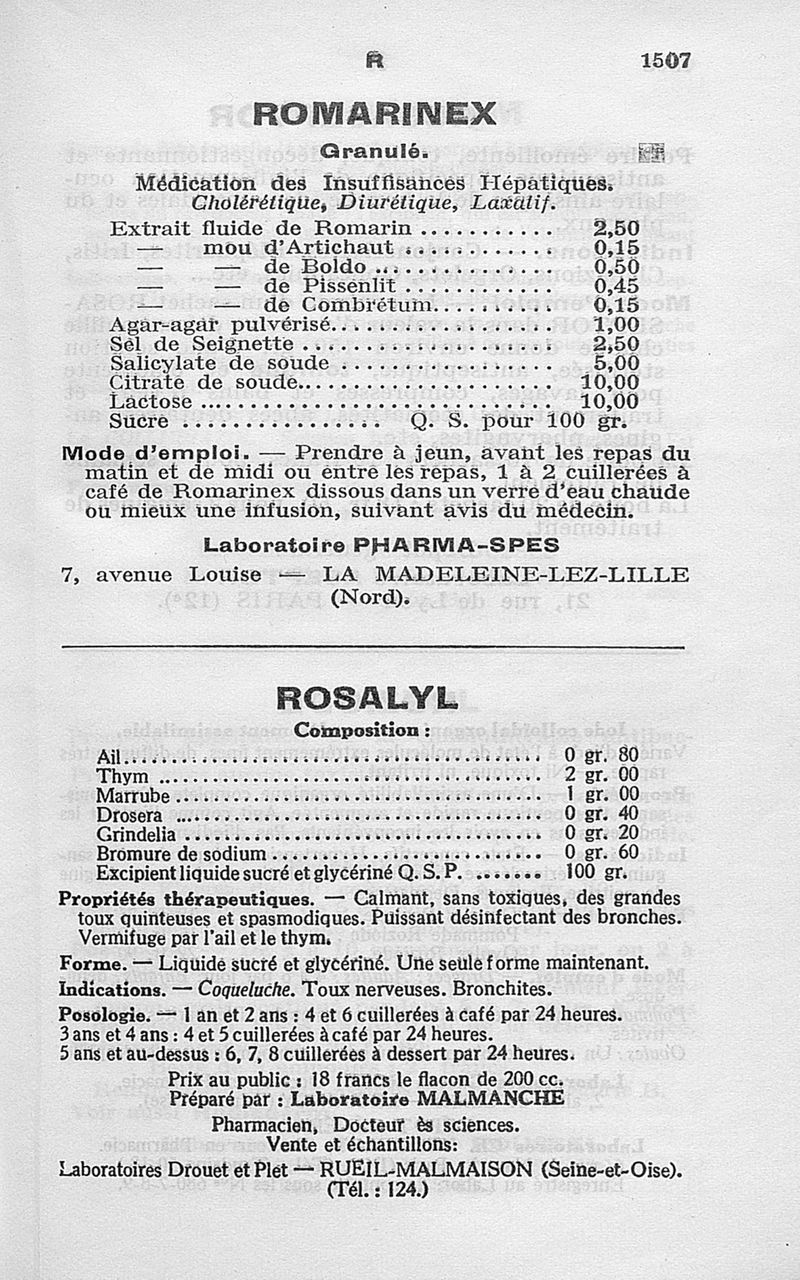 R 1507
ROMARINEX
Granulé.
Médication des Insuffisances Hépatiques.
Cholérétique, Diurétique, Laxatif.
Extrait fluide de Romarin ............ 2,50
— mou d'Artichaut ............ 0,15
— — de Boldo ............ 0,50
— — de Pissenlit ............ 0,45
— — de Combrétum............ 0,15
Agar-agar pulvérisé............ 1,00
Sel de Seignette ............ 2,50
Salicylate de soude ............ 5,00
Citrate de soude............ 10,00
Lactose ............ 10,00
Sucre ............ Q. S. pour 100 gr.
Mode d'emploi. — Prendre à jeun, avant les repas du
matin et de midi ou entre les repas, 1 à 2 cuillerées à
café de Romarinex dissous dans un verre d'eau chaude
ou mieux une infusion, suivant avis du médecin.
Laboratoire PHARMA-SPES
7, avenue Louise — LA MADELEINE-LEZ-LILLE
(Nord).
ROSALYL
Composition :
Ail............ 0 gr. 80
Thym ............ 2 gr. 00
Marrube ............ 1 gr. 00
Drosera ............ 0 gr. 40
Grindelia ............ 0 gr. 20
Bromure de sodium ............ 0 gr. 60
Excipient liquide sucré et glycériné Q. S. P. ........ 100 gr.
Propriétés thérapeutiques. — Calmant, sans toxiques, des grandes
toux quinteuses et spasmodiques. Puissant désinfectant des bronches.
Vermifuge par l'ail et le thym.
Forme. — Liquide sucré et glycériné. Une seule forme maintenant.
Indications. — Coqueluche. Toux nerveuses. Bronchites.
Posologie. — 1 an et 2 ans : 4 et 6 cuillerées à café par 24 heures.
3 ans et 4 ans : 4 et 5 cuillerées à café par 24 heures.
5 ans et au-dessus : 6, 7, 8 cuillerées à dessert par 24 heures.
Prix au public : 18 francs le flacon de 200 cc.
Préparé par : Laboratoire MALMANCHE
Pharmacien, Docteur ès sciences.
Vente et échantillons:
Laboratoires Drouet et Plet — RUEIL-MALMAISON (Seine-et-Oise).
(Tél. : 124.)